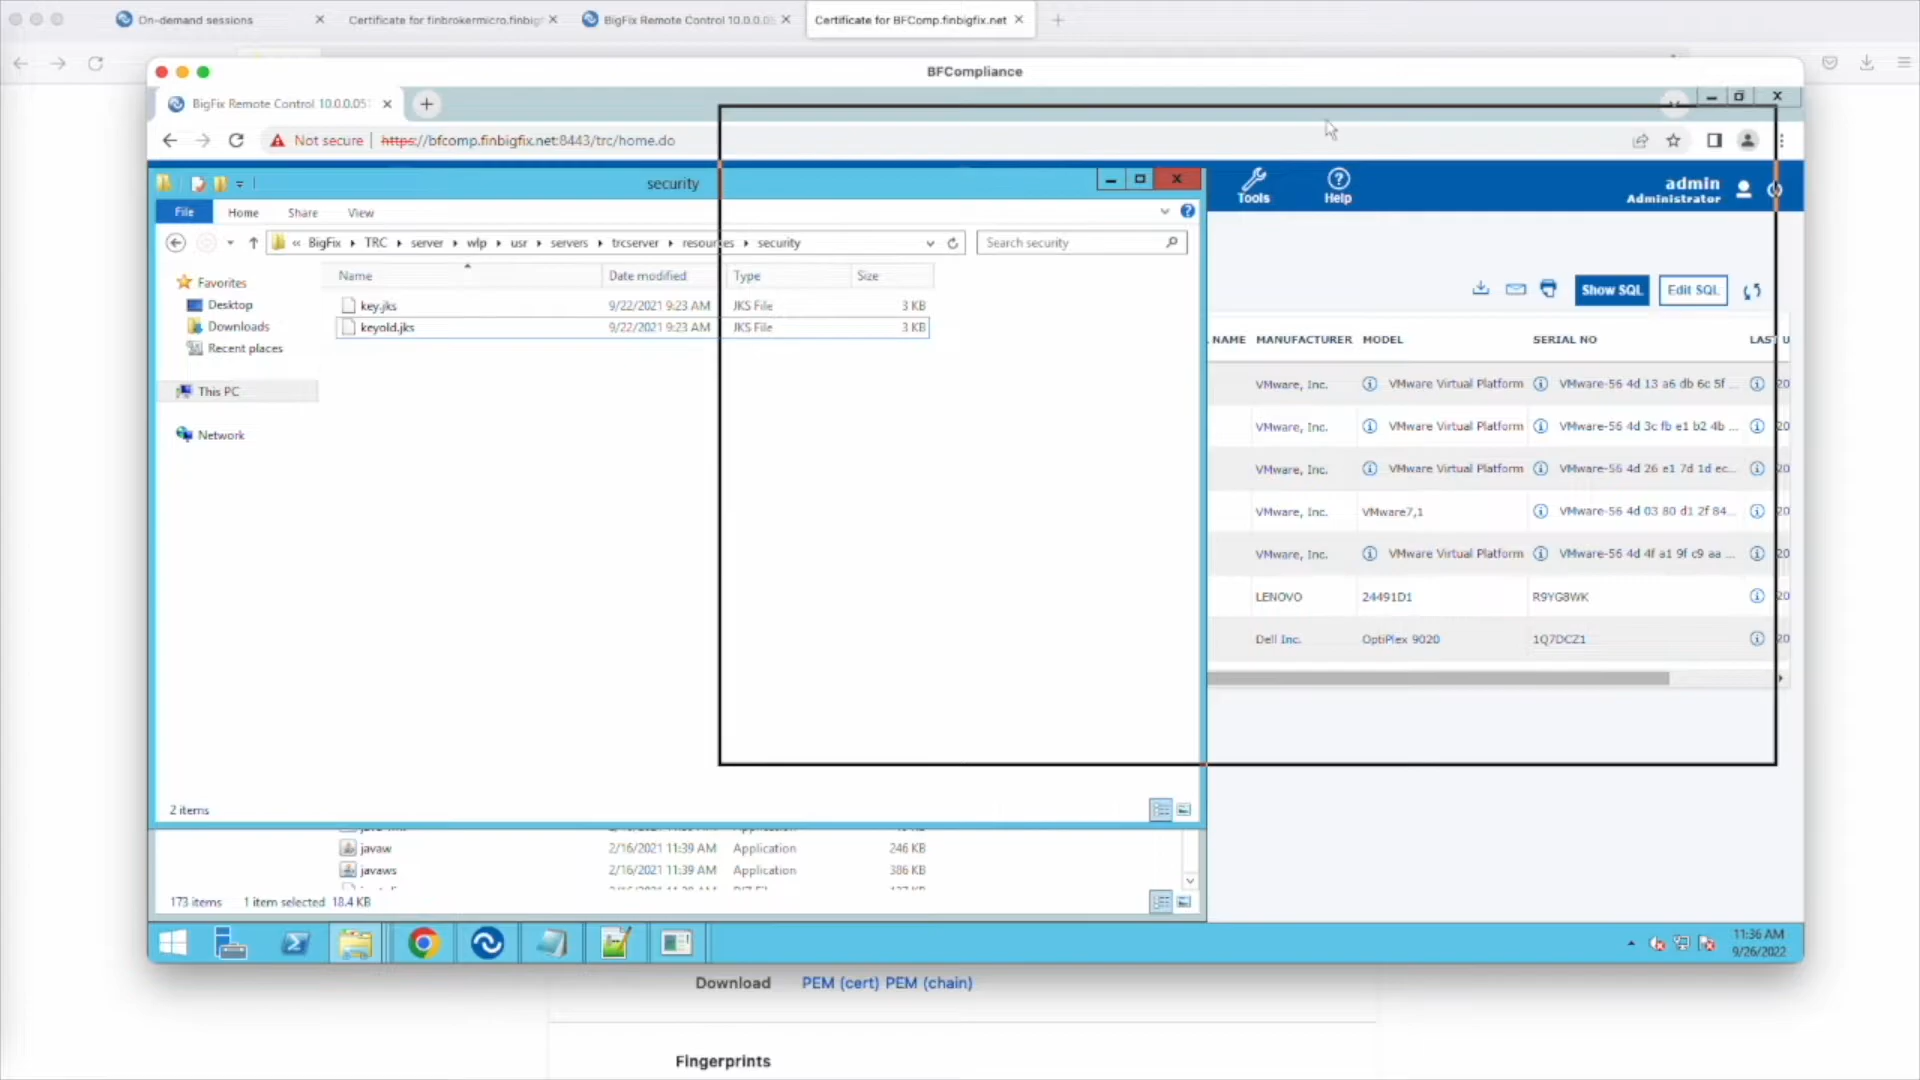 On-demand sessions
Certificate for finbrokermicro.finbig
BigFix Remote Control 10.0.0.05
Certificate for BFComp.finbigfix.net
BFCompliance
BigFix Remote Control 10.0.0.05
Not secure
https://bfcomp.finbigfix.net:8443/trc/home.do
security
Tools
Help
admin
Administrator
File Home Share View
BigFix TRC server wlp usr servers trcserver resources security
Search security
Name Date modified Type Size
Favorites
Desktop
Downloads
Recent places
This PC
Network
key.jks 9/22/2021 9:23 AM JKS File 3 KB
keyold.jks 9/22/2021 9:23 AM JKS File 3 KB
Show SQL Edit SQL
NAME MANUFACTURER MODEL SERIAL NO LAST U
VMware, Inc. VMware Virtual Platform VMware-56 4d 13 a6 db 6c 5f ... 20
VMware, Inc. VMware Virtual Platform VMware-56 4d 3c fb e1 b2 4b ... 20
VMware, Inc. VMware Virtual Platform VMware-56 4d 26 e1 7d 1d ec... 20
VMware, Inc. VMware7,1 VMware-56 4d 03 80 d1 2f 84... 20
VMware, Inc. VMware Virtual Platform VMware-56 4d 4f a1 9f c9 aa ... 20
LENOVO 24491D1 R9YG8WK 20
Dell Inc. OptiPlex 9020 1Q7DCZ1 20
2 items
javaw 2/16/2021 11:39 AM Application 246 KB
javaws 2/16/2021 11:39 AM Application 386 KB
173 items 1 item selected 18.4 KB
11:36 AM
9/26/2022
Download PEM (cert) PEM (chain)
Fingerprints